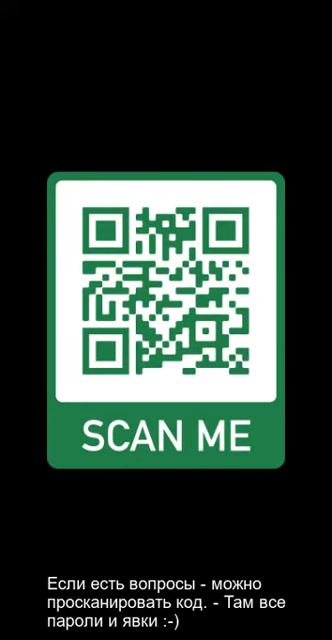 SCAN ME
Если есть вопросы - можно
просканировать код. - Там все
пароли и явки :-)